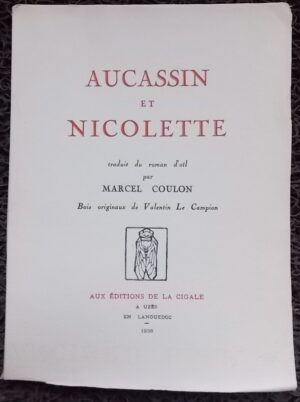 AUCASSIN
ET
NICOLETTE
traduit du roman d'oïl
par
MARCEL COULON
Bois originaux de Valentin Le Campion
AUX ÉDITIONS DE LA CIGALE
A UZÈS
EN LANGUEDOC